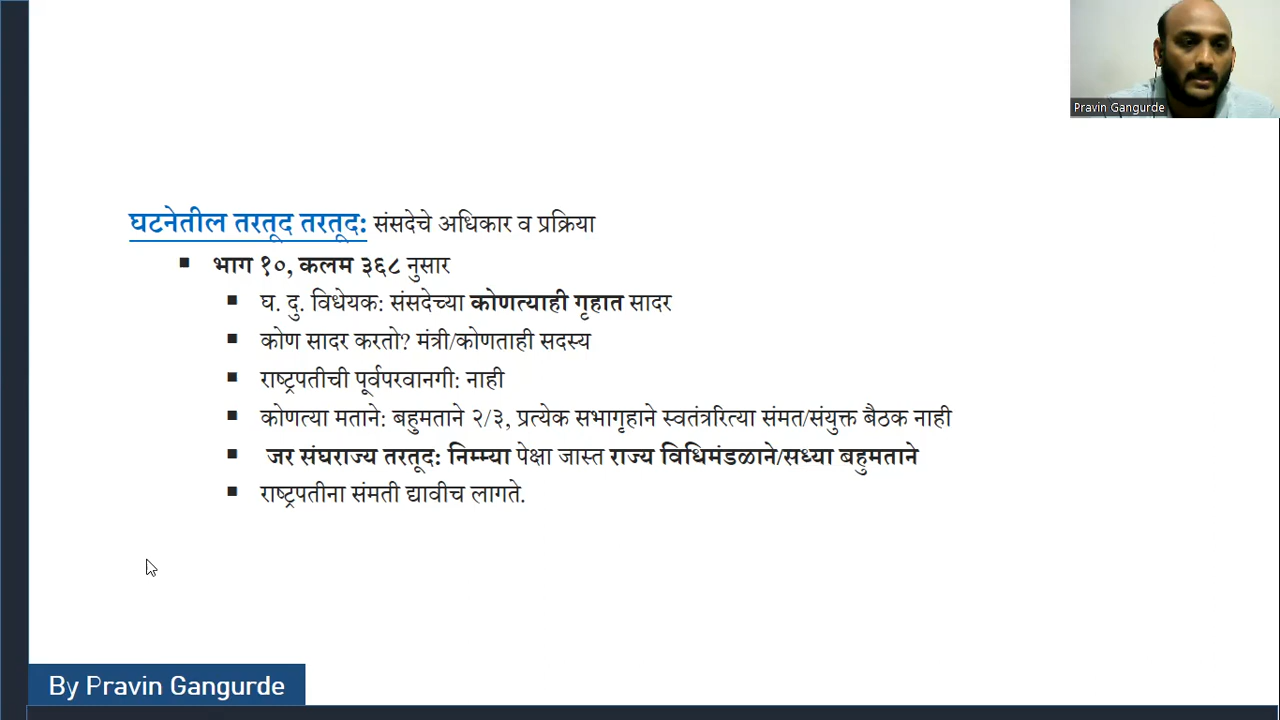 Pravin Gangurde
घटनेतील तरतूद तरतूद: संसदेचे अधिकार व प्रक्रिया
भाग १०, कलम ३६८ नुसार
घ. दु. विधेयक: संसदेच्या कोणत्याही गृहात सादर
कोण सादर करतो? मंत्री/कोणताही सदस्य
राष्ट्रपतीची पूर्वपरवानगी: नाही
कोणत्या मताने: बहुमताने २/३, प्रत्येक सभागृहाने स्वतंत्ररित्या संमत/संयुक्त बैठक नाही
जर संघराज्य तरतूद: निम्म्या पेक्षा जास्त राज्य विधिमंडळाने/सध्या बहुमताने
राष्ट्रपतीना संमती द्यावीच लागते.
By Pravin Gangurde